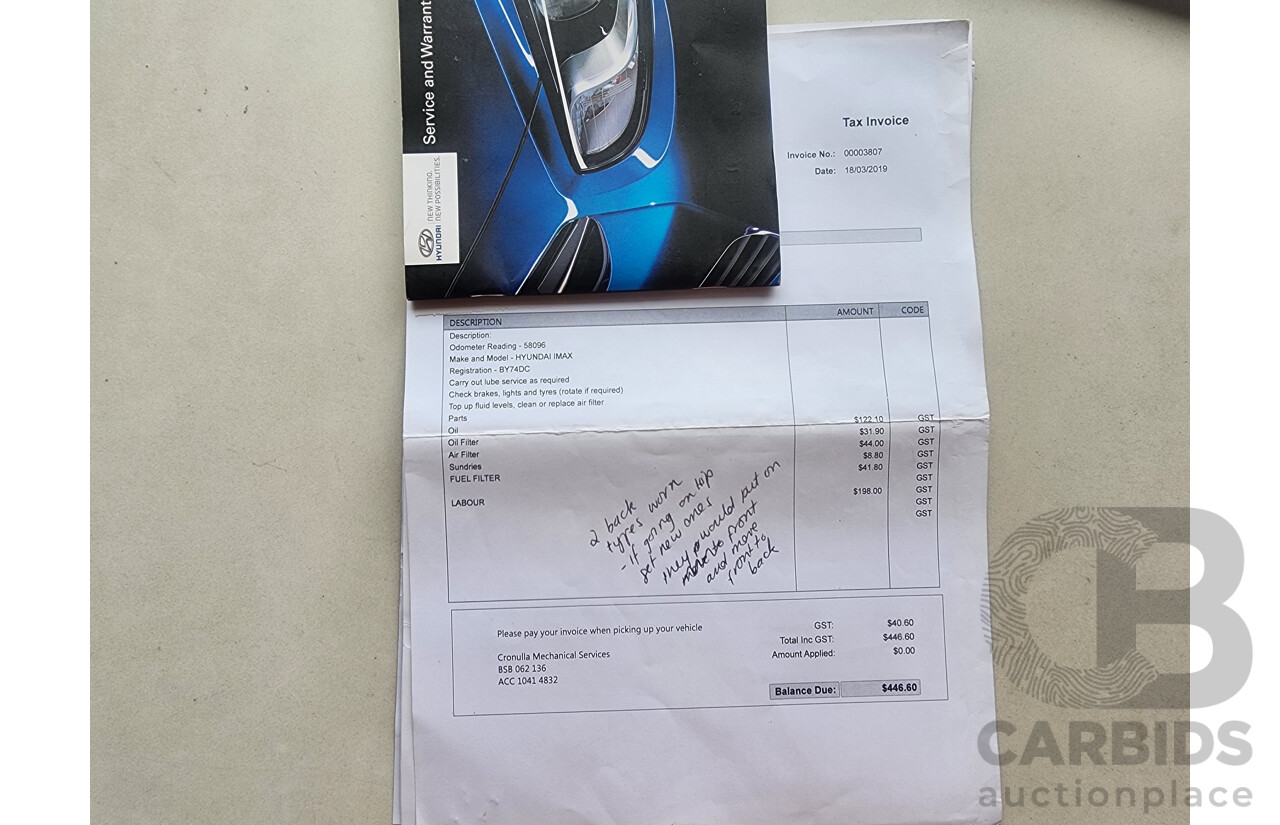 Service and Warrant
HYUNDAI
NEW THINKING.
NEW POSSIBILITIES.
Tax Invoice
Invoice No.: 00003807
Date: 18/03/2019
DESCRIPTION AMOUNT CODE
Description:
Odometer Reading - 58096
Make and Model - HYUNDAI IMAX
Registration - BY74DC
Carry out lube service as required
Check brakes, lights and tyres (rotate if required)
Top up fluid levels, clean or replace air filter
Parts
Oil $122.10 GST
Oil Filter $31.90 GST
Air Filter $44.00 GST
Sundries $8.80 GST
FUEL FILTER $41.80 GST
GST
LABOUR $198.00 GST
GST
GST
2 back
types worn
- If going on top
get new ones
they would put on
to front
and move
front to
back
Please pay your invoice when picking up your vehicle
Cronulla Mechanical Services
BSB 062 136
ACC 1041 4832
GST: $40.60
Total Inc GST: $446.60
Amount Applied: $0.00
Balance Due: $446.60
CB
CARBIDS
auctionplace